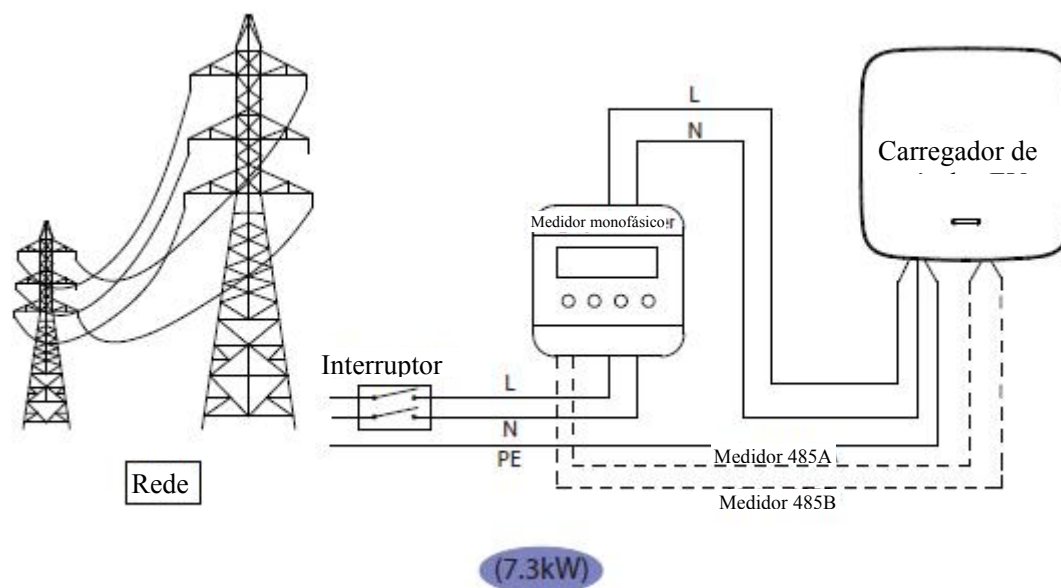 L
N
Carregador de
Medidor monofásico
Interruptor
L
N
PE
Medidor 485A
Medidor 485B
Rede
(7.3kW)